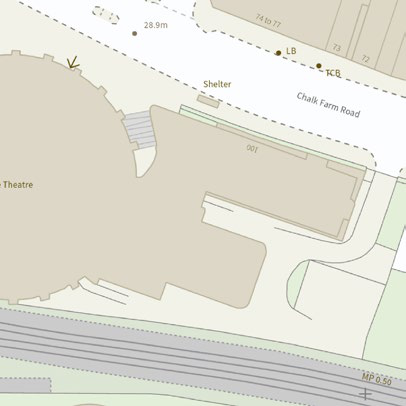 74 to 77
28.9m
LB
73
72
TCB
Shelter
Chalk Farm Road
100
Theatre
MP 0.50